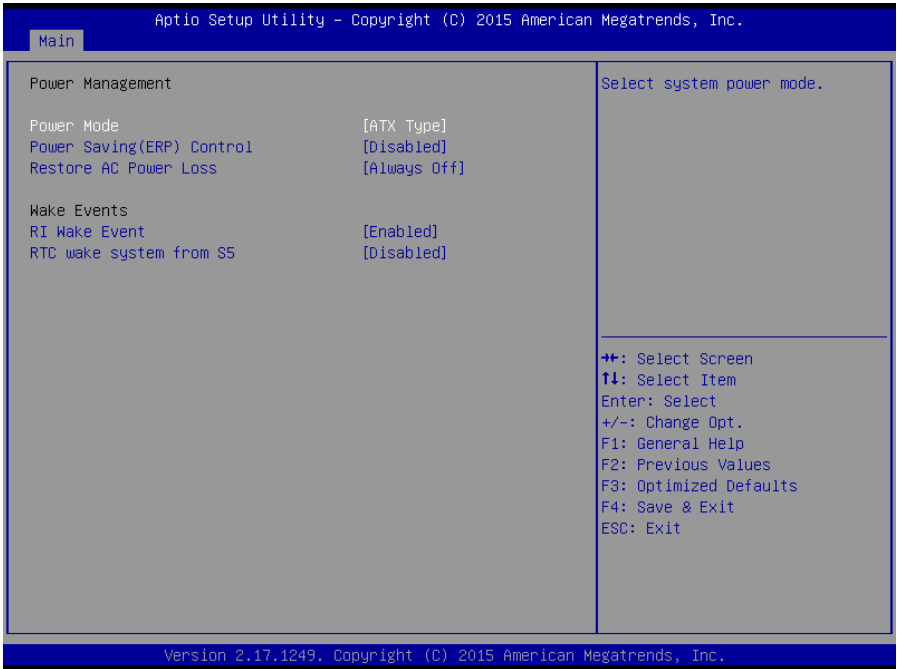 Aptio Setup Utility – Copyright (C) 2015 American Megatrends, Inc.
Main
Power Management
Power Mode [ATX Type]
Power Saving(ERP) Control [Disabled]
Restore AC Power Loss [Always Off]
Wake Events
RI Wake Event [Enabled]
RTC wake system from S5 [Disabled]
Select system power mode.
→←: Select Screen
↑↓: Select Item
Enter: Select
+/-: Change Opt.
F1: General Help
F2: Previous Values
F3: Optimized Defaults
F4: Save & Exit
ESC: Exit
Version 2.17.1249. Copyright (C) 2015 American Megatrends, Inc.